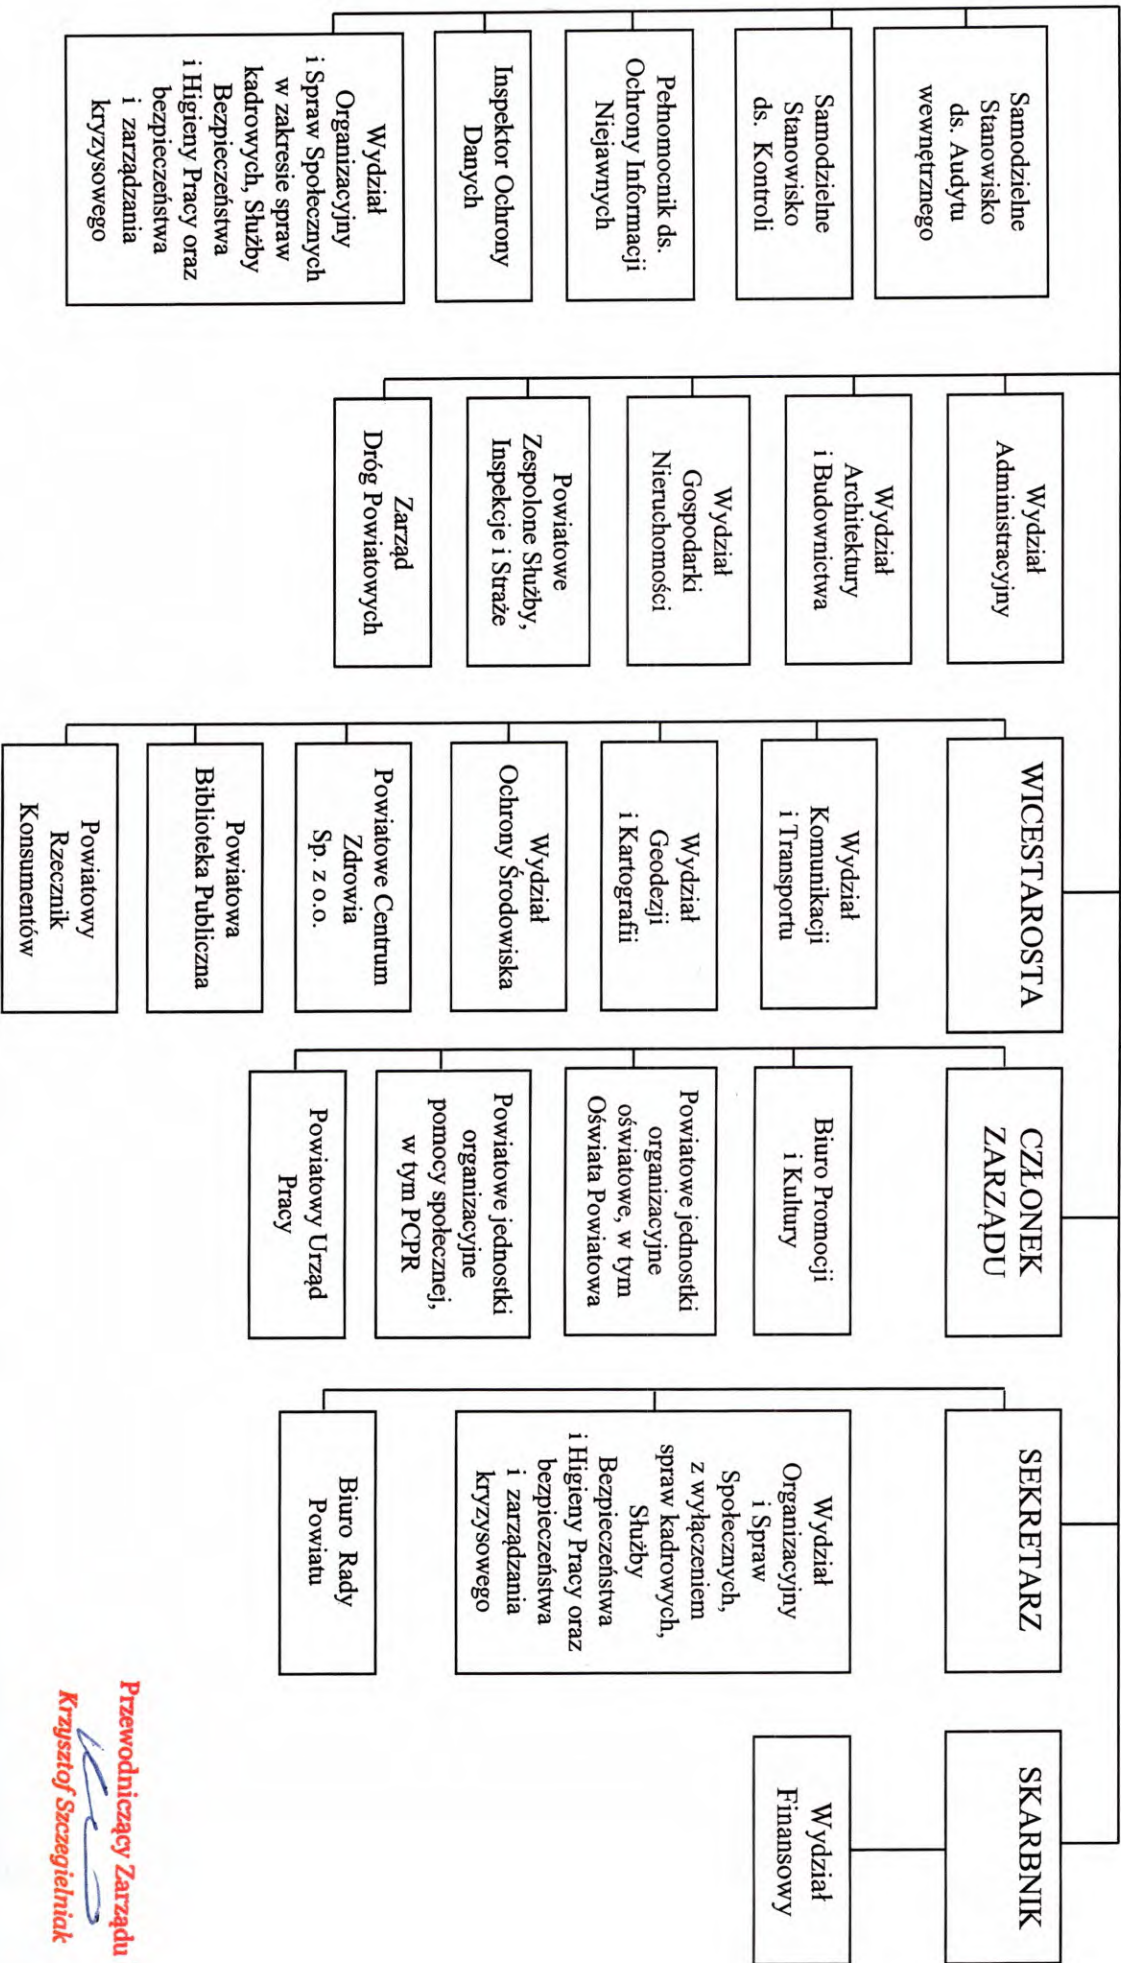 Samodzielne
Stanowisko
ds. Audytu
wewnętrznego
Samodzielne
Stanowisko
ds. Kontroli
Pełnomocnik ds.
Ochrony Informacji
Niejawnych
Inspektor Ochrony
Danych
Wydział
Organizacyjny
i Spraw Społecznych
w zakresie spraw
kadrowych, Służby
Bezpieczeństwa
i Higieny Pracy oraz
bezpieczeństwa
i zarządzania
kryzysowego
Wydział
Administracyjny
Wydział
Architektury
i Budownictwa
Wydział
Gospodarki
Nieruchomości
Powiatowe
Zespolone Służby,
Inspekcje i Straże
Zarząd
Dróg Powiatowych
WICESTAROSTA
Wydział
Komunikacji
i Transportu
Wydział
Geodezji
i Kartografii
Wydział
Ochrony Środowiska
Powiatowe Centrum
Zdrowia
Sp. z o.o.
Powiatowa
Biblioteka Publiczna
Powiatowy
Rzecznik
Konsumentów
CZŁONEK
ZARZĄDU
Biuro Promocji
i Kultury
Powiatowe jednostki
organizacyjne
oświatowe, w tym
Oświata Powiatowa
Powiatowe jednostki
organizacyjne
pomocy społecznej,
w tym PCPR
Powiatowy Urząd
Pracy
SEKRETARZ
Wydział
Organizacyjny
i Spraw
Społecznych,
z wyłączeniem
spraw kadrowych,
Służby
Bezpieczeństwa
i Higieny Pracy oraz
bezpieczeństwa
i zarządzania
kryzysowego
Biuro Rady
Powiatu
SKARBNIK
Wydział
Finansowy
Przewodniczący Zarządu
Krzysztof Szczegielniak